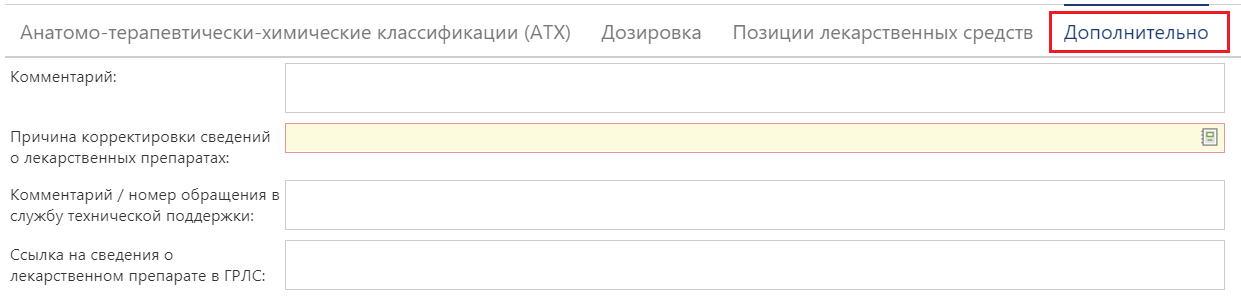 Анатомо-терапевтически-химические классификации (АТХ) Дозировка Позиции лекарственных средств Дополнительно
Комментарий:
Причина корректировки сведений
о лекарственных препаратах:
Комментарий / номер обращения в
службу технической поддержки:
Ссылка на сведения о
лекарственном препарате в ГРЛС: